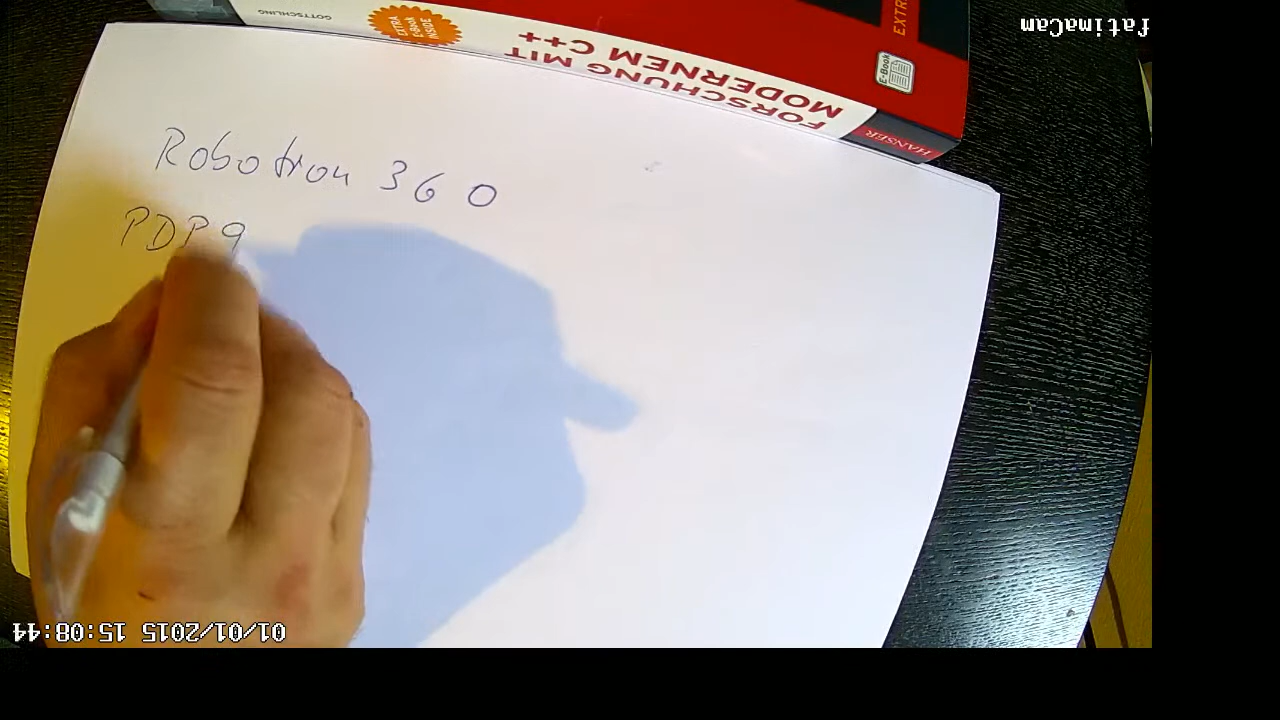 fatimaCam
EXTRA
E-Book
GOTTSCHLING
EXTRA
E-Book
INSIDE
FORSCHUNG MIT
MODERNEM C++
HANSER
Robotron 360
PDP9
01/01/2015 15:08:44